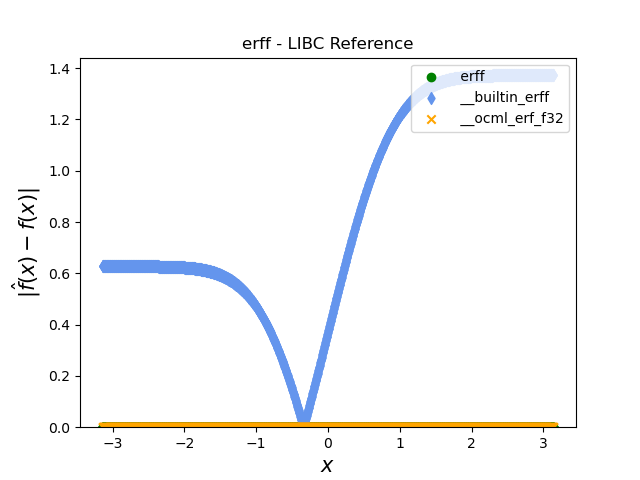 erff - LIBC Reference
1.4
1.2
1.0
0.8
0.6
0.4
0.2
0.0
|f̂(x) − f(x)|
erff
__builtin_erff
__ocml_erf_f32
−3 −2 −1 0 1 2 3
x